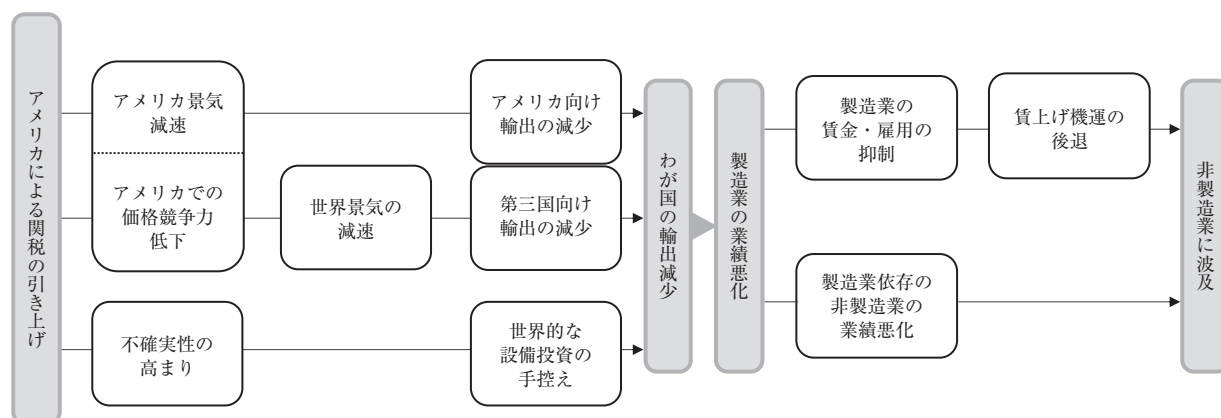 アメリカによる関税の引き上げ
アメリカ景気
減速
アメリカでの
価格競争力
低下
不確実性の
高まり
世界景気の
減速
アメリカ向け
輸出の減少
第三国向け
輸出の減少
世界的な
設備投資の
手控え
わが国の輸出減少
製造業の業績悪化
製造業の
賃金・雇用の
抑制
賃上げ機運の
後退
製造業依存の
非製造業の
業績悪化
非製造業に波及